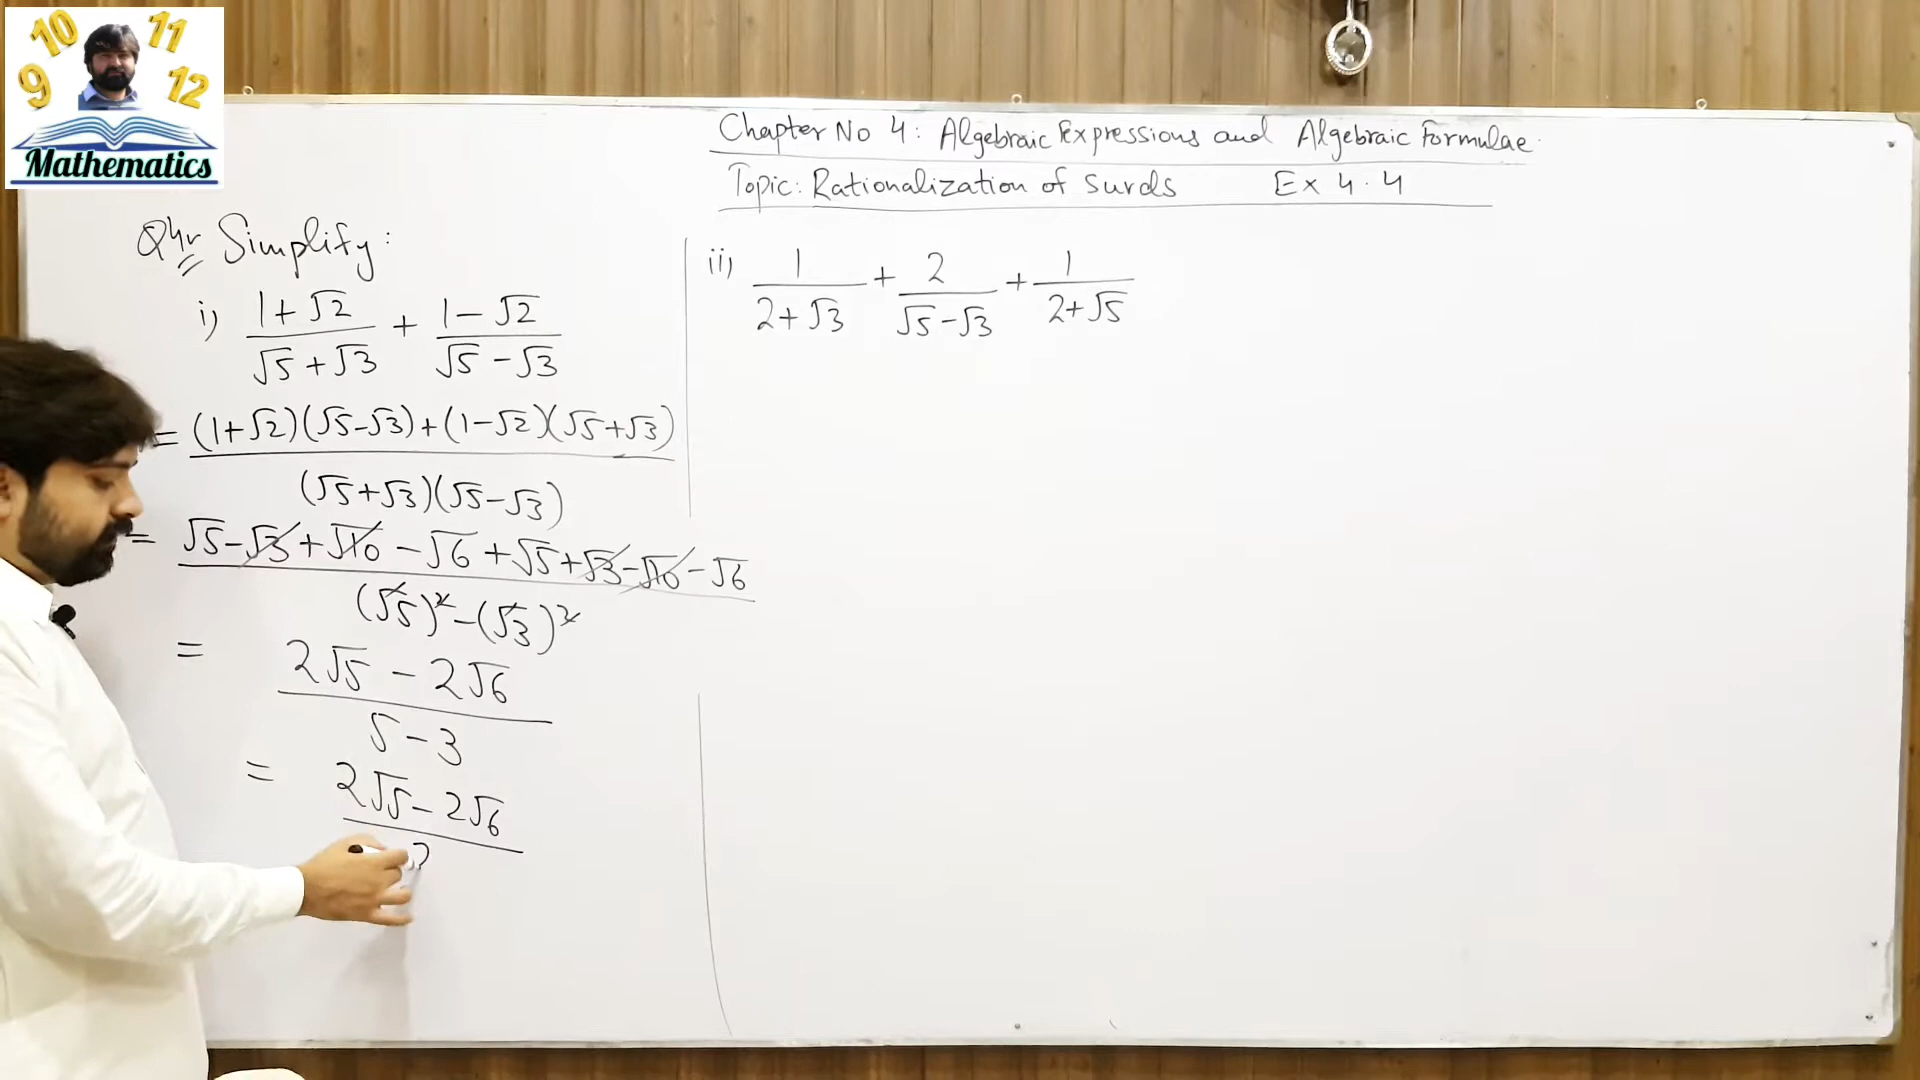 10 11
9 12
Mathematics
Chapter No 4: Algebraic Expressions and Algebraic Formulae.
Topic: Rationalization of Surds Ex 4.4
Q4: Simplify:
i) (1+√2)/(√5+√3) + (1-√2)/(√5-√3)
= ((1+√2)(√5-√3)+(1-√2)(√5+√3))/((√5+√3)(√5-√3))
= (√5-√3+√10-√6+√5+√3-√10-√6)/((√5)²-(√3)²)
= (2√5-2√6)/(5-3)
= (2√5-2√6)/2
ii) 1/(2+√3) + 2/(√5-√3) + 1/(2+√5)